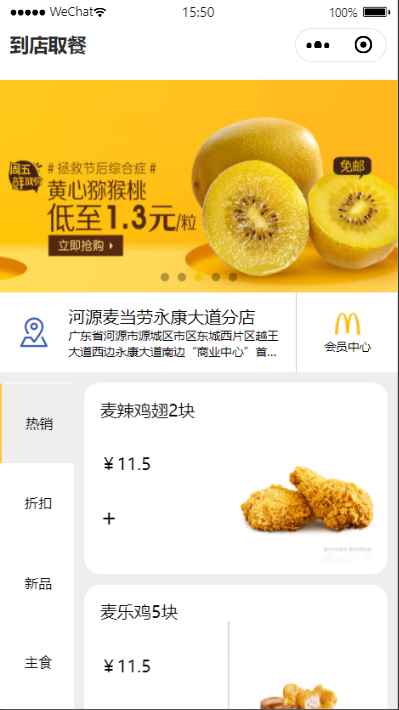 WeChat
15:50
100%
到店取餐
周五
# 拯救节后综合症 #
黄心猕猴桃
低至1.3元/粒
立即抢购
免邮
河源麦当劳永康大道分店
广东省河源市源城区市区东城西片区越王
大道西边永康大道南边“商业中心”首...
会员中心
热销
折扣
新品
主食
麦辣鸡翅2块
￥11.5
+
麦乐鸡5块
￥11.5